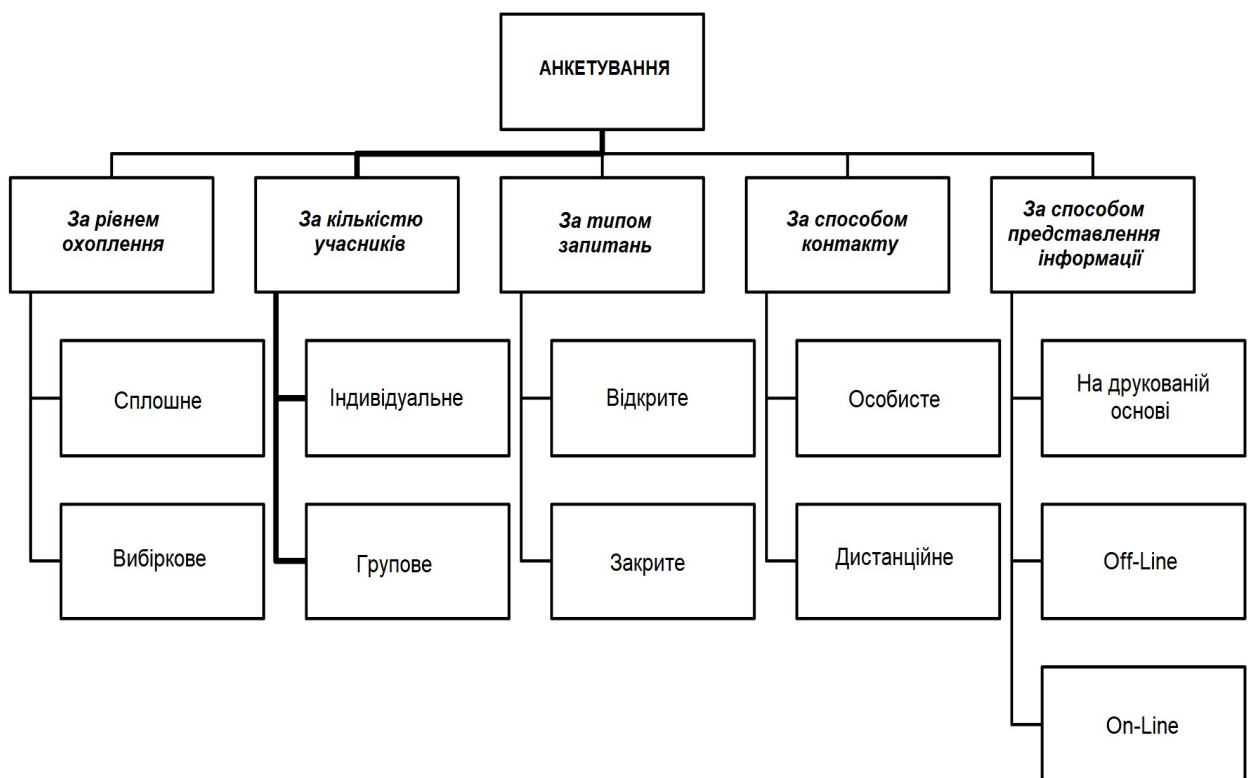 АНКЕТУВАННЯ
За рівнем
охоплення
За кількістю
учасників
За типом
запитань
За способом
контакту
За способом
представлення
інформації
Сплошне
Індивідуальне
Відкрите
Особисте
На друкованій
основі
Вибіркове
Групове
Закрите
Дистанційне
Off-Line
On-Line